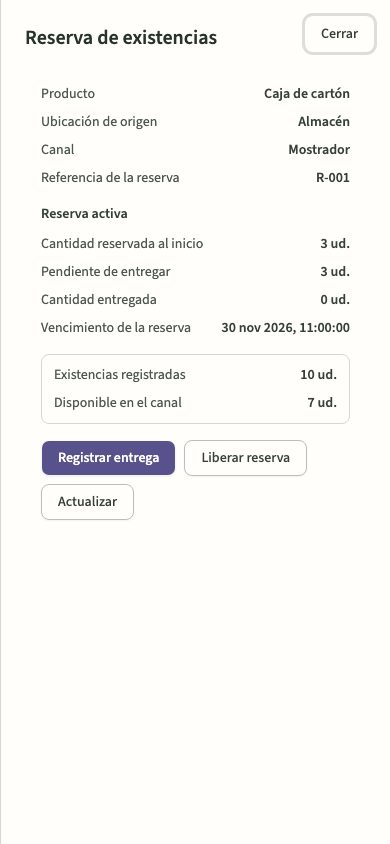 Reserva de existencias
Cerrar
Producto Caja de cartón
Ubicación de origen Almacén
Canal Mostrador
Referencia de la reserva R-001
Reserva activa
Cantidad reservada al inicio 3 ud.
Pendiente de entregar 3 ud.
Cantidad entregada 0 ud.
Vencimiento de la reserva 30 nov 2026, 11:00:00
Existencias registradas 10 ud.
Disponible en el canal 7 ud.
Registrar entrega Liberar reserva
Actualizar